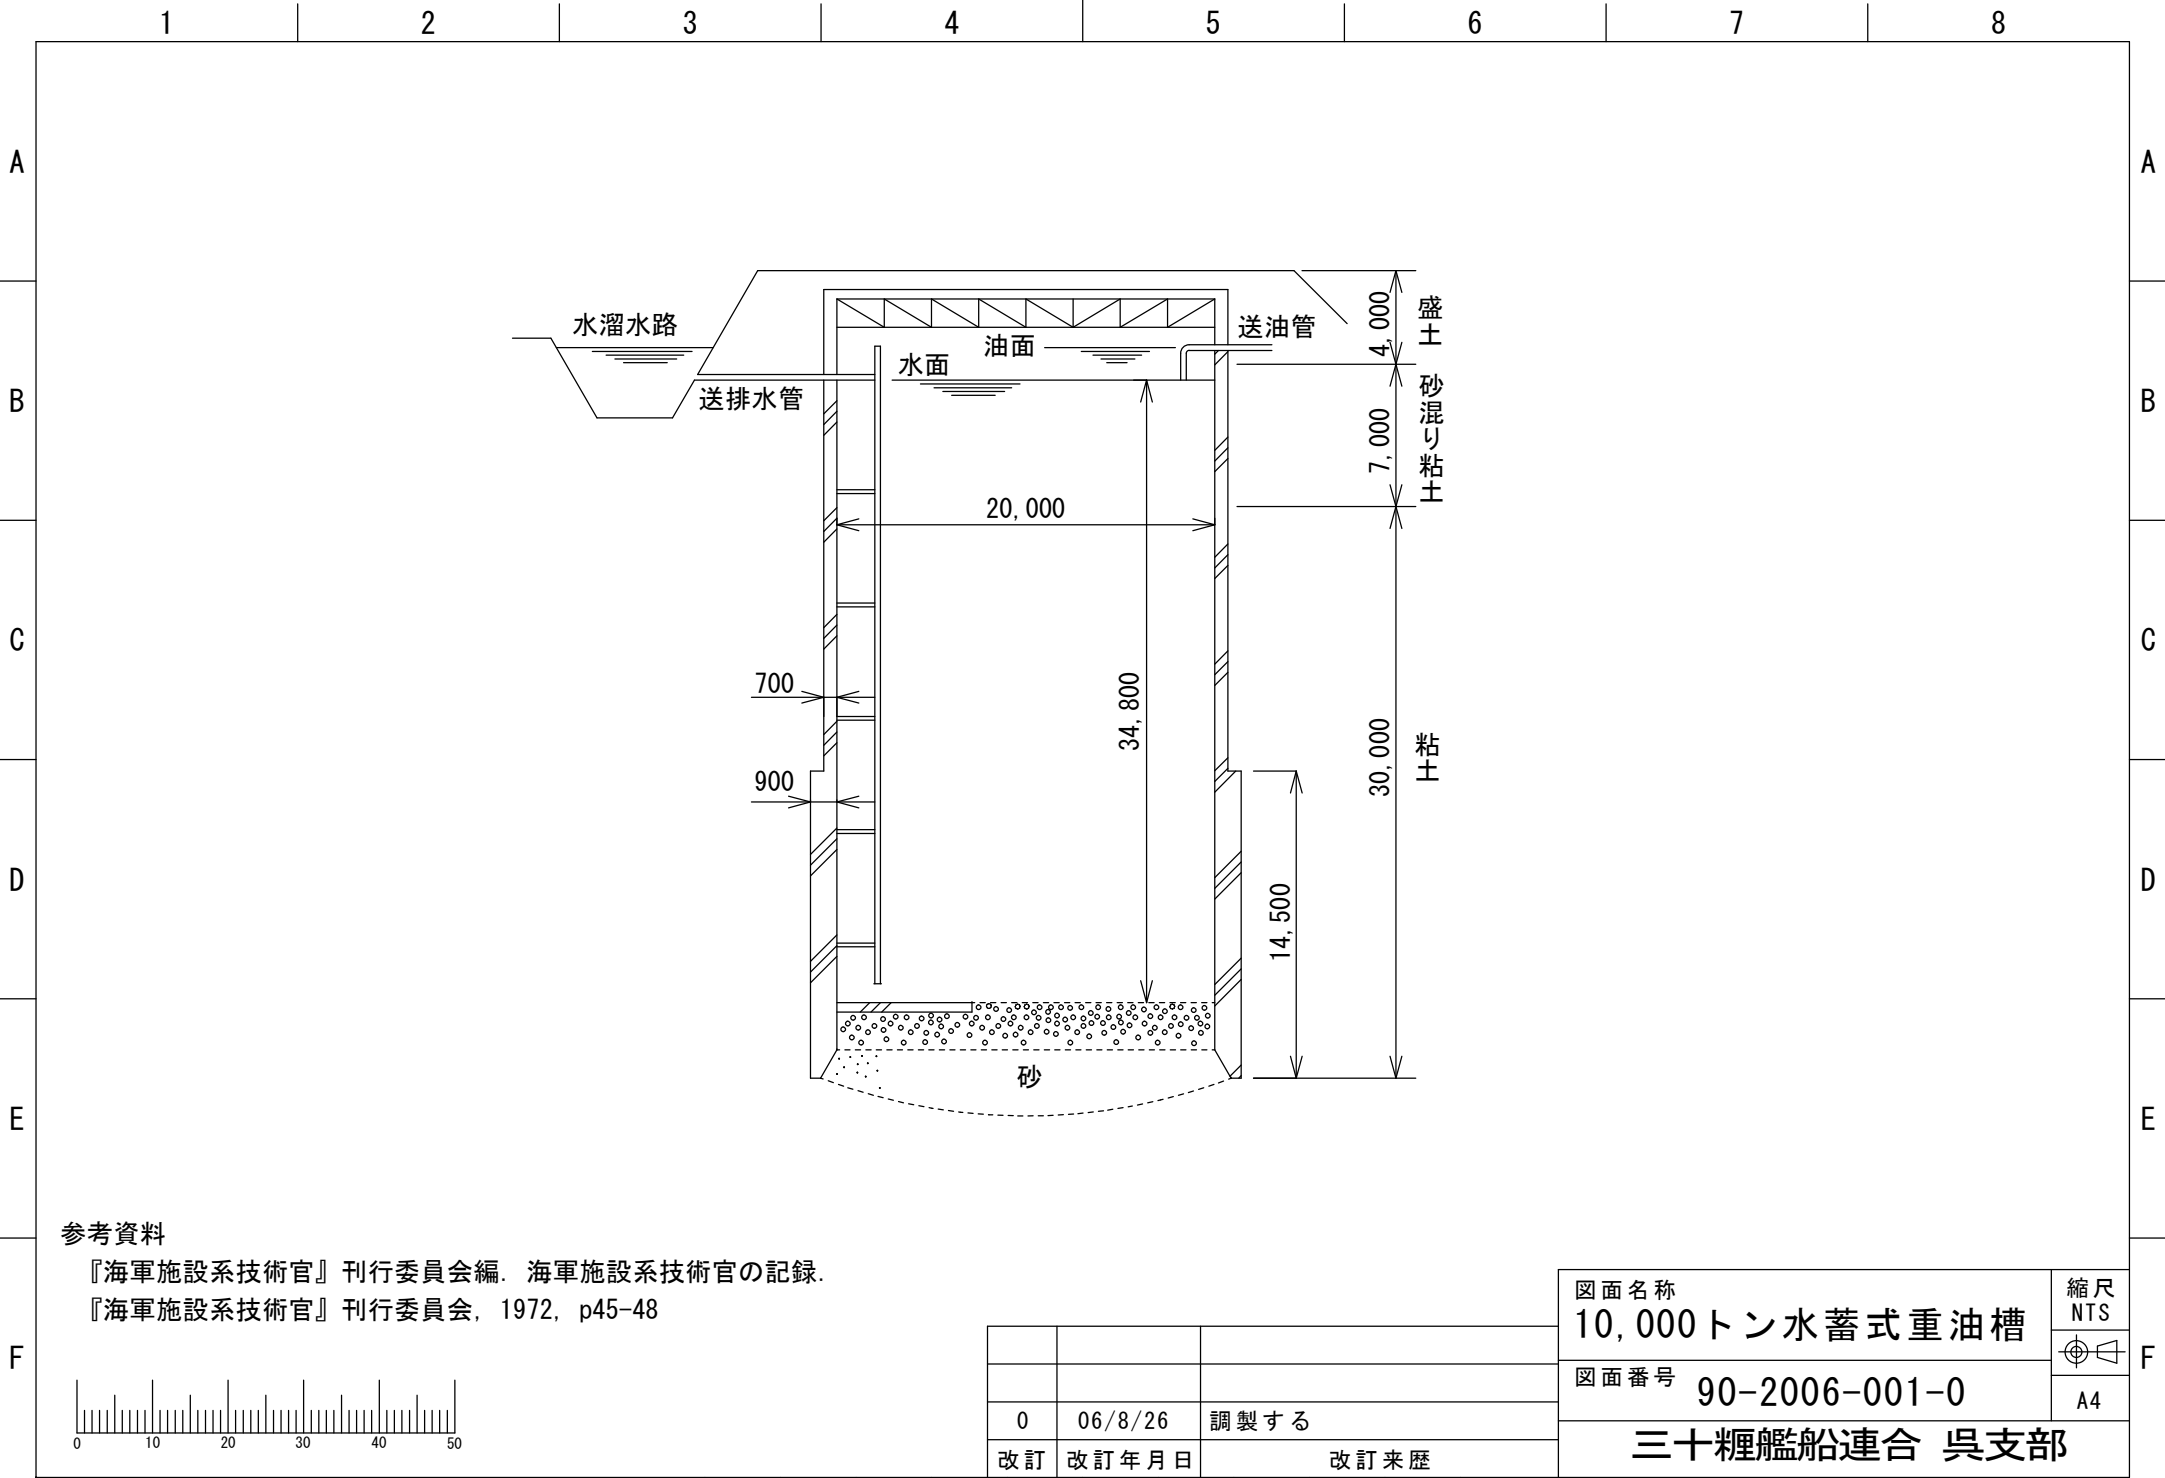 1 2 3 4 5 6 7 8
A A
B B
C C
D D
E E
F F
水溜水路
送排水管
水面
油面
送油管
4,000
盛土
7,000
砂混り粘土
20,000
700
900
34,800
30,000
粘土
14,500
砂
参考資料
『海軍施設系技術官』刊行委員会編. 海軍施設系技術官の記録.
『海軍施設系技術官』刊行委員会, 1972, p45-48
0 10 20 30 40 50
0 06/8/26 調製する
改訂 改訂年月日 改訂来歴
図面名称
10,000トン水蓄式重油槽
縮尺
NTS
図面番号 90-2006-001-0
A4
三十糎艦船連合 呉支部